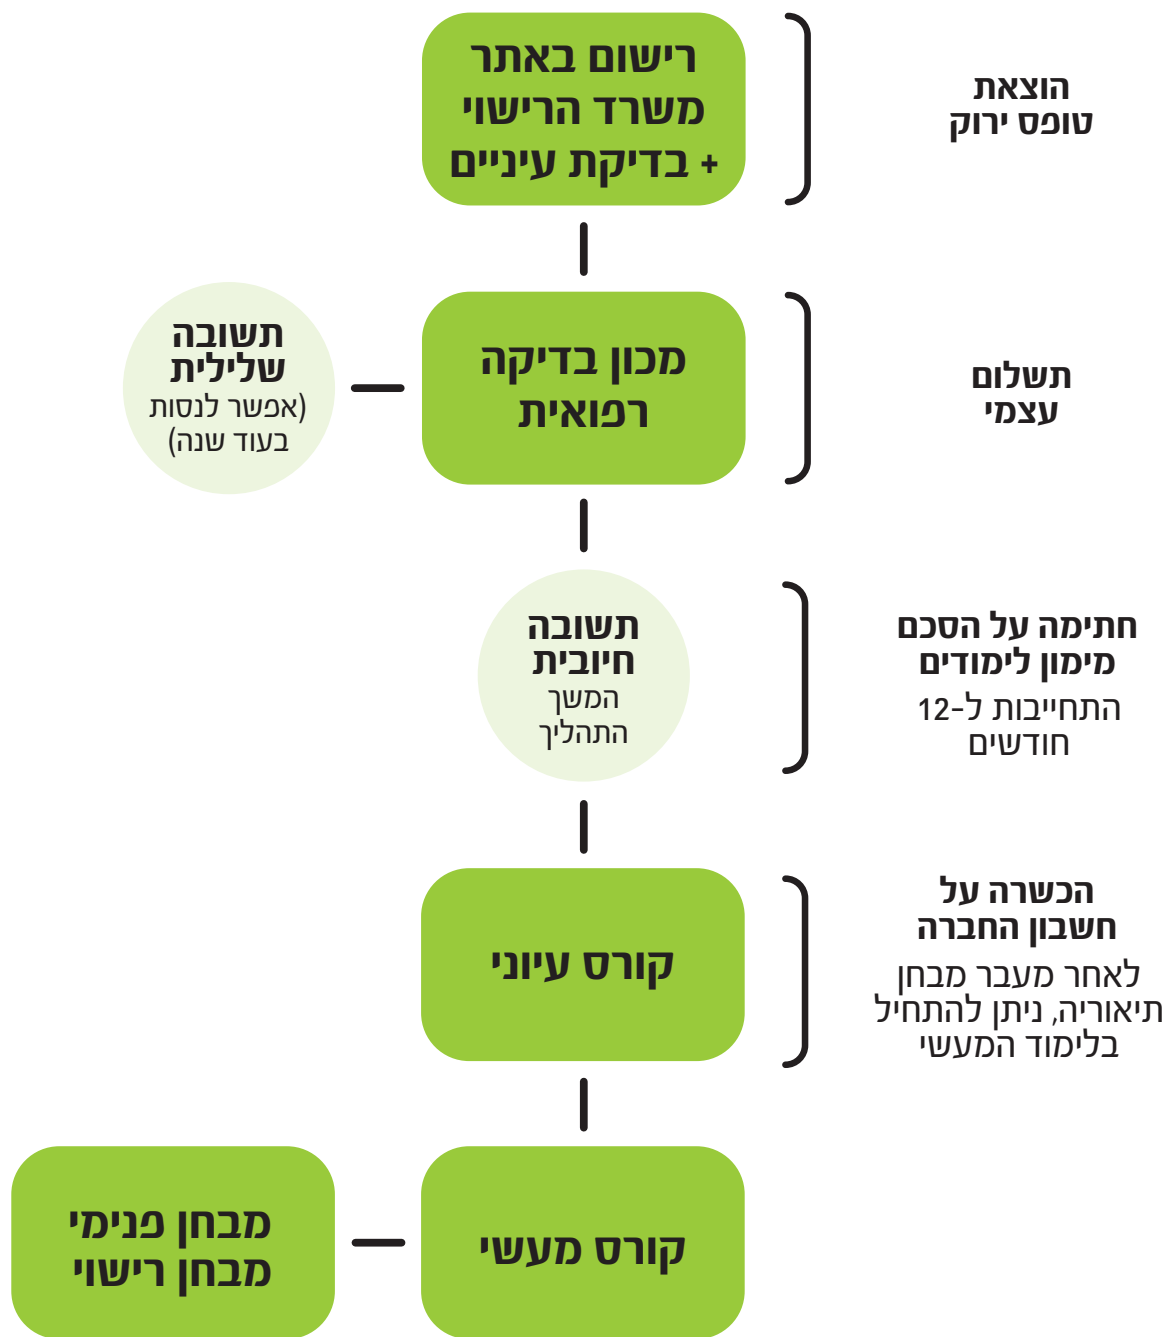 רישום באתר
משרד הרישוי
+ בדיקת עיניים
הוצאת
טופס ירוק
מכון בדיקה
רפואית
תשלום
עצמי
תשובה
שלילית
(אפשר לנסות
בעוד שנה)
תשובה
חיובית
המשך
התהליך
חתימה על הסכם
מימון לימודים
התחייבות ל-12
חודשים
קורס עיוני
הכשרה על
חשבון החברה
לאחר מעבר מבחן
תיאוריה, ניתן להתחיל
בלימוד המעשי
קורס מעשי
מבחן פנימי
מבחן רישוי